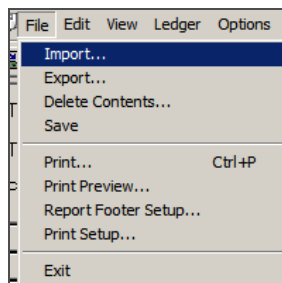 File Edit View Ledger Options
Import...
Export...
Delete Contents...
Save
Print... Ctrl+P
Print Preview...
Report Footer Setup...
Print Setup...
Exit